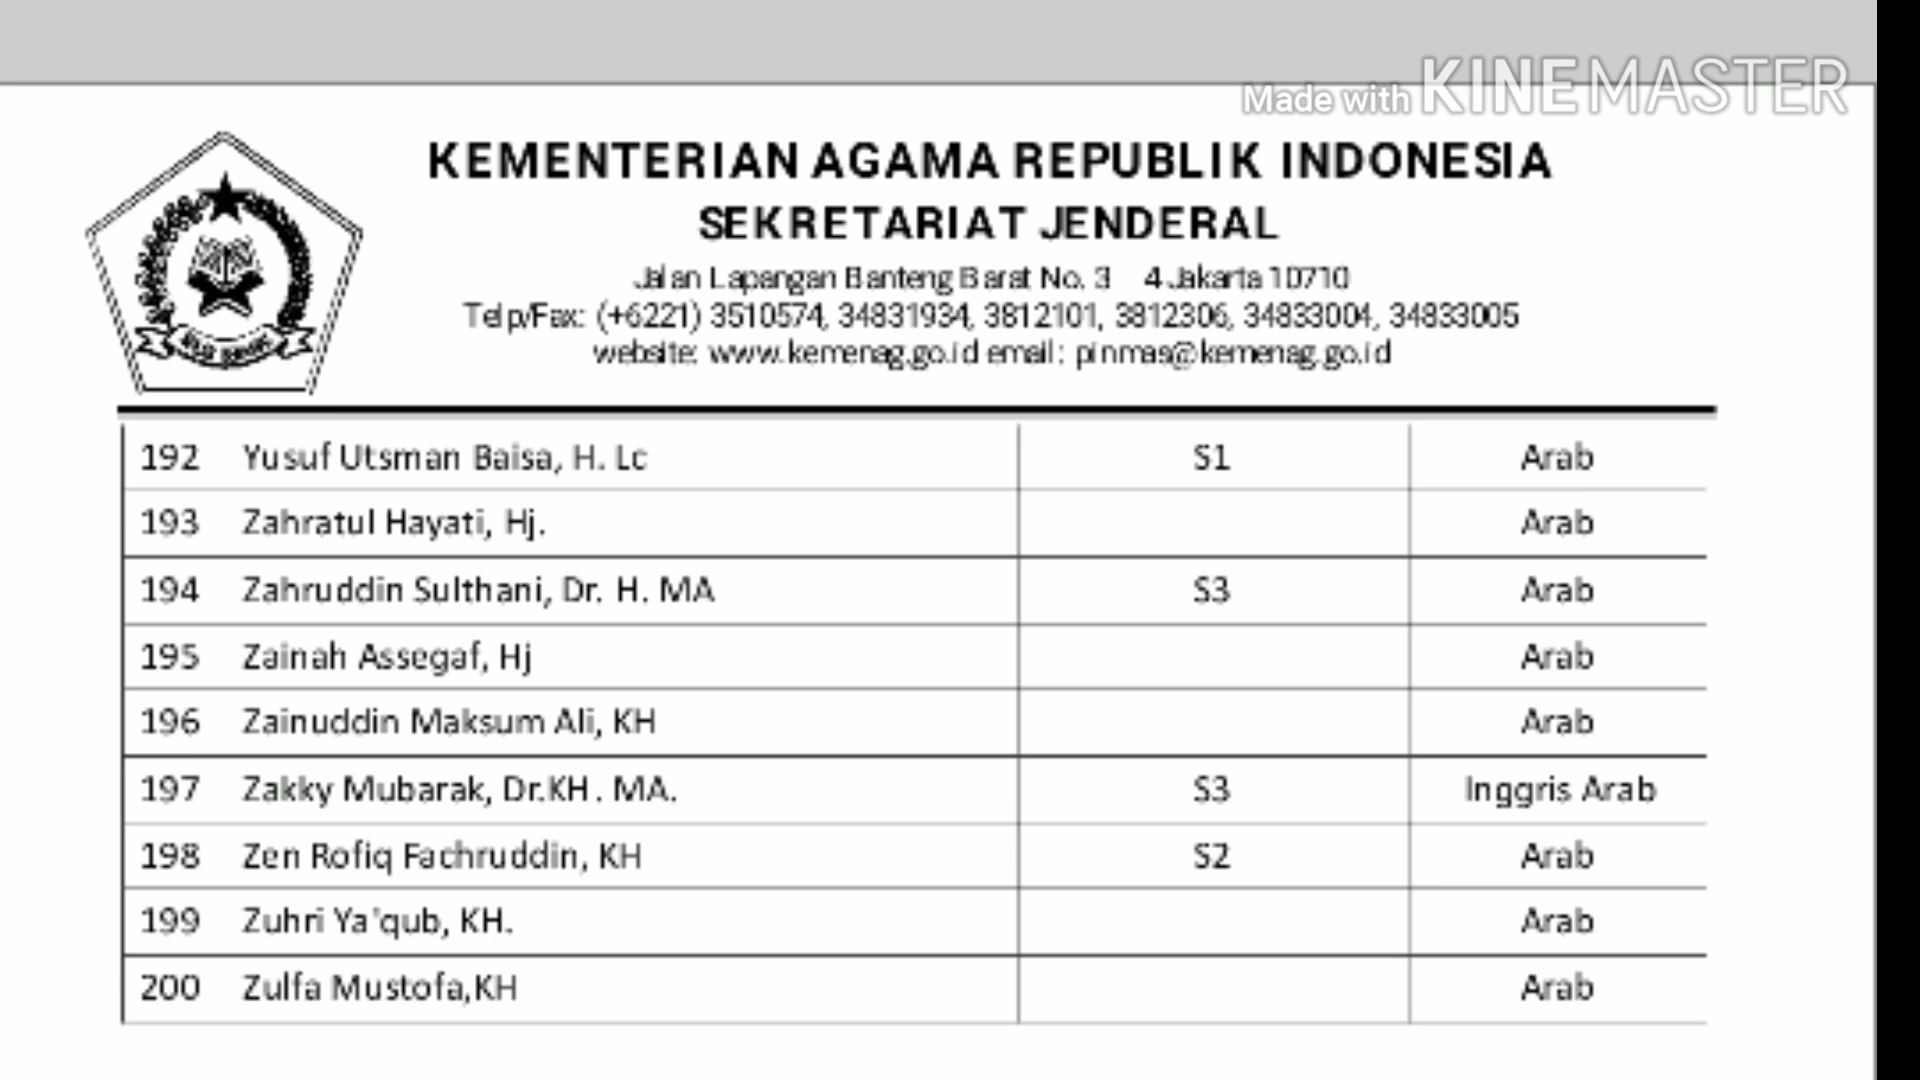 Made with KINEMASTER
KEMENTERIAN AGAMA REPUBLIK INDONESIA
SEKRETARIAT JENDERAL
Jalan Lapangan Banteng Barat No. 3 4 Jakarta 10710
Telp/Fax: (+6221) 3510574, 34831934, 3812101, 3812306, 34833004, 34833005
website: www.kemenag.go.id email: pinmas@kemenag.go.id
192 Yusuf Utsman Baisa, H. Lc S1 Arab
193 Zahratul Hayati, Hj. Arab
194 Zahruddin Sulthani, Dr. H. MA S3 Arab
195 Zainah Assegaf, Hj Arab
196 Zainuddin Maksum Ali, KH Arab
197 Zakky Mubarak, Dr.KH. MA. S3 Inggris Arab
198 Zen Rofiq Fachruddin, KH S2 Arab
199 Zuhri Ya'qub, KH. Arab
200 Zulfa Mustofa,KH Arab